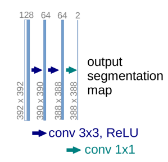 128 64 64 2
392 x 392
390 x 390
388 x 388
388 x 388
output
segmentation
map
conv 3x3, ReLU
conv 1x1